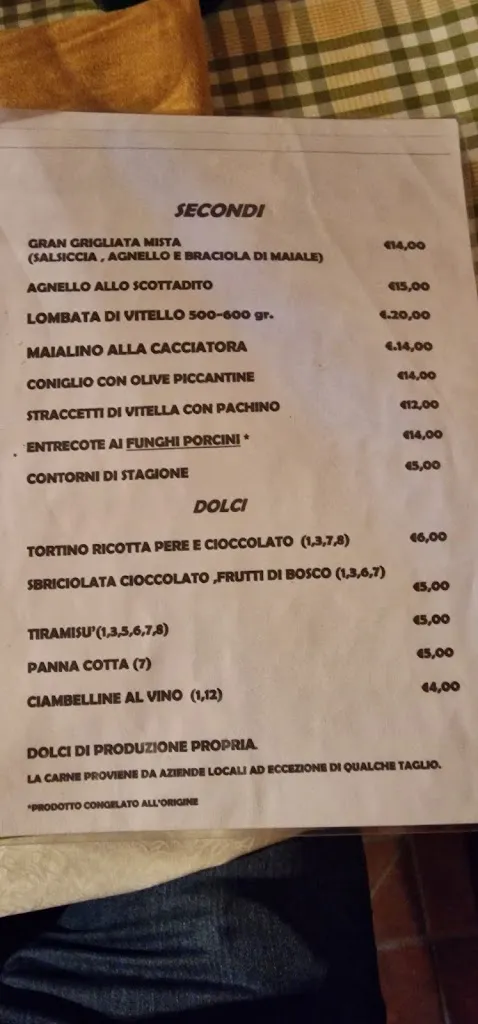 SECONDI
GRAN GRIGLIATA MISTA €14,00
(SALSICCIA , AGNELLO E BRACIOLA DI MAIALE)
AGNELLO ALLO SCOTTADITO €15,00
LOMBATA DI VITELLO 500-600 gr. €.20,00
MAIALINO ALLA CACCIATORA €.14,00
CONIGLIO CON OLIVE PICCANTINE €14,00
STRACCETTI DI VITELLA CON PACHINO €12,00
ENTRECOTE AI FUNGHI PORCINI * €14,00
CONTORNI DI STAGIONE €5,00
DOLCI
TORTINO RICOTTA PERE E CIOCCOLATO (1,3,7,8) €6,00
SBRICIOLATA CIOCCOLATO ,FRUTTI DI BOSCO (1,3,6,7) €5,00
TIRAMISU'(1,3,5,6,7,8) €5,00
PANNA COTTA (7) €5,00
CIAMBELLINE AL VINO (1,12) €4,00
DOLCI DI PRODUZIONE PROPRIA.
LA CARNE PROVIENE DA AZIENDE LOCALI AD ECCEZIONE DI QUALCHE TAGLIO.
*PRODOTTO CONGELATO ALL'ORIGINE